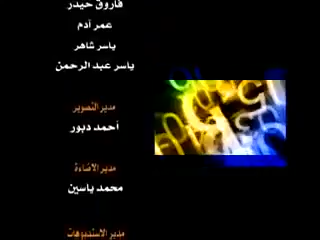 فاروق حيدر
عمر آدم
ياسر شاهر
ياسر عبد الرحمن
مدير التصوير
أحمد دبور
مدير الاضاءة
محمد ياسين
مدير الاستديوهات